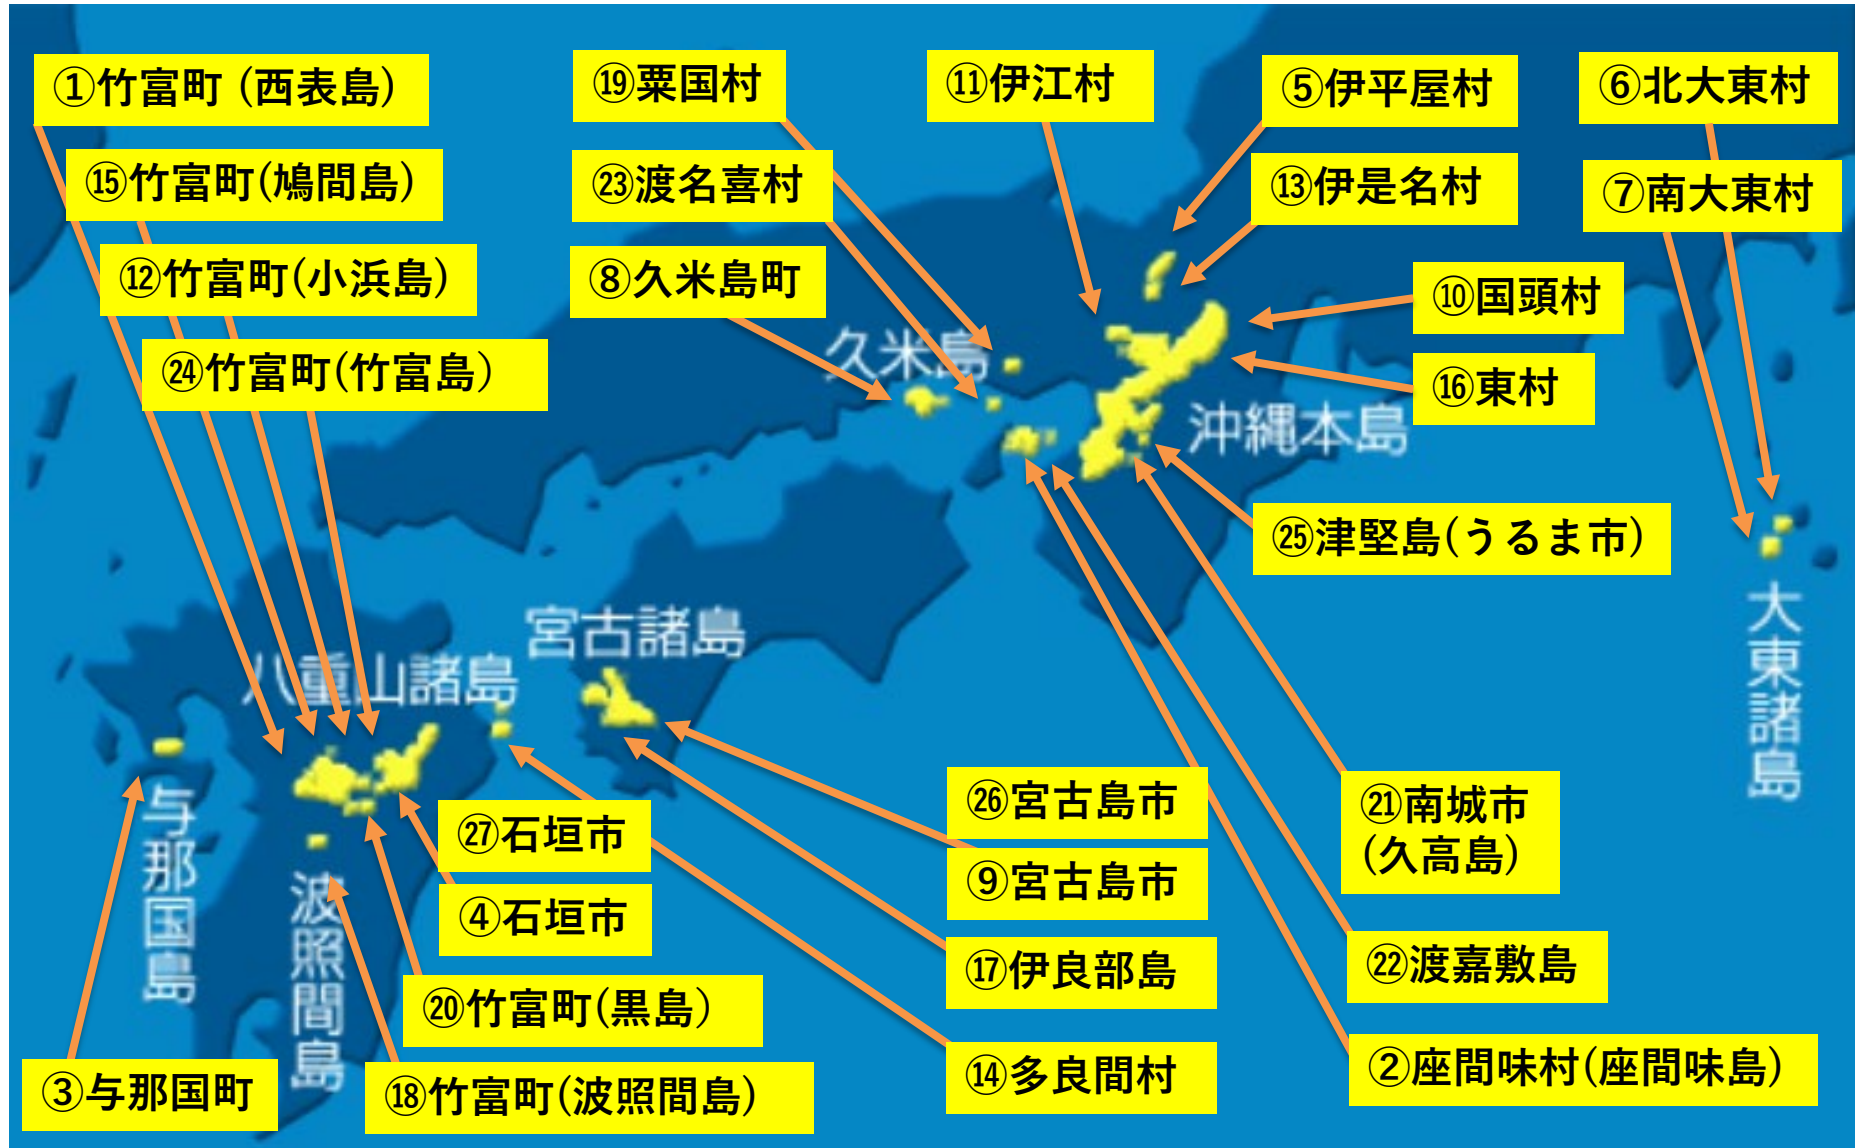 ①竹富町 (西表島)
⑮竹富町(鳩間島)
⑫竹富町(小浜島)
㉔竹富町(竹富島)
⑲粟国村
㉓渡名喜村
⑧久米島町
⑪伊江村
⑤伊平屋村
⑬伊是名村
⑥北大東村
⑦南大東村
⑩国頭村
⑯東村
久米島
沖縄本島
㉕津堅島(うるま市)
大東諸島
宮古諸島
八重山諸島
与那国島
波照間島
㉗石垣市
④石垣市
⑳竹富町(黒島)
⑱竹富町(波照間島)
③与那国町
㉖宮古島市
⑨宮古島市
⑰伊良部島
⑭多良間村
㉑南城市
(久高島)
㉒渡嘉敷島
②座間味村(座間味島)